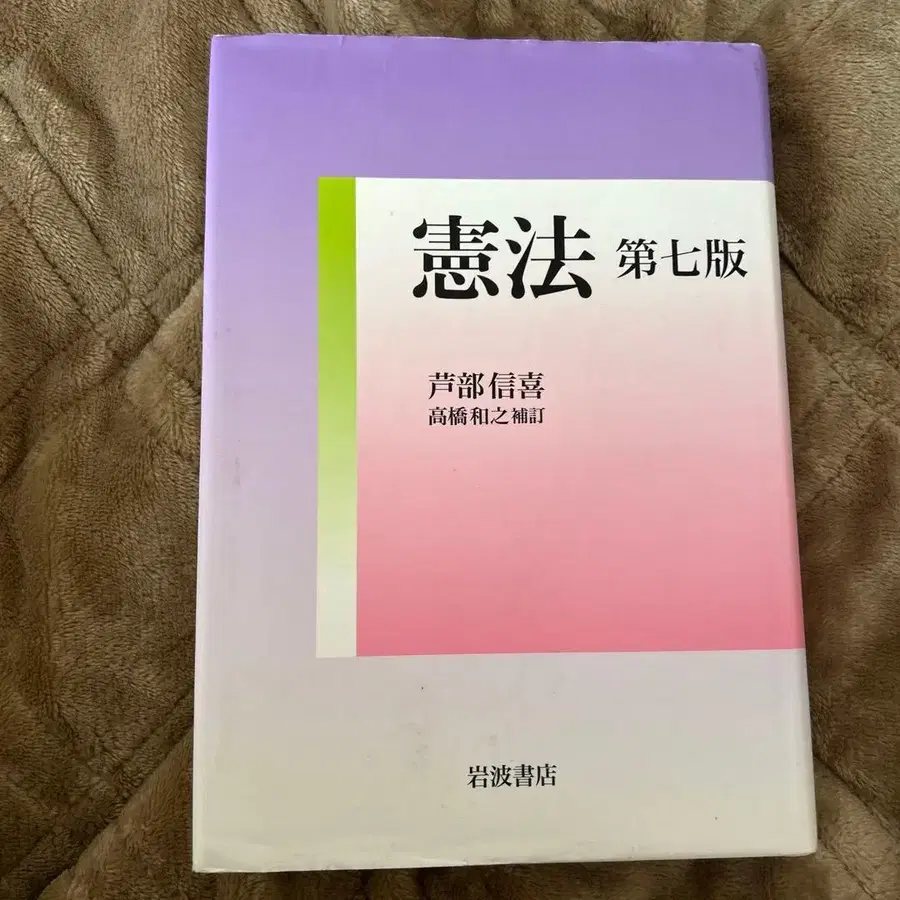 憲法 第七版
芦部信喜
高橋和之補訂
岩波書店